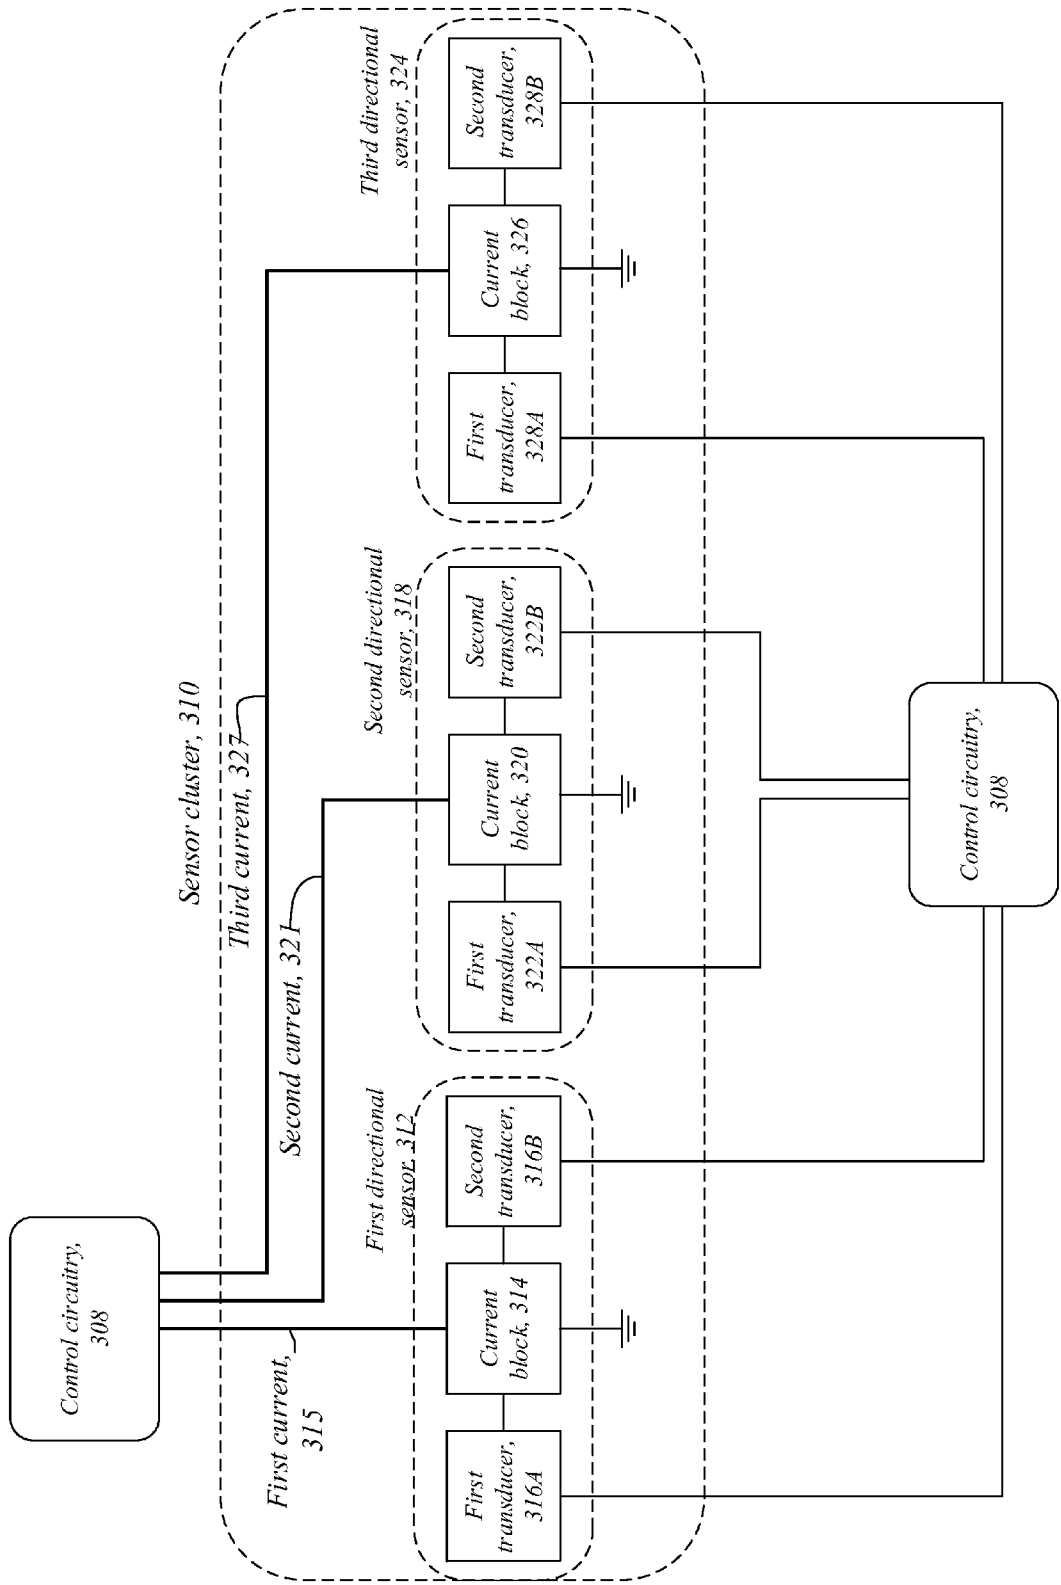 Control circuitry,
308
Sensor cluster, 310
Third current, 327
Second current, 321
First current,
315
First directional
sensor, 312
Second directional
sensor, 318
Third directional
sensor, 324
First
transducer,
316A
Current
block, 314
Second
transducer,
316B
First
transducer,
322A
Current
block, 320
Second
transducer,
322B
First
transducer,
328A
Current
block, 326
Second
transducer,
328B
Control circuitry,
308